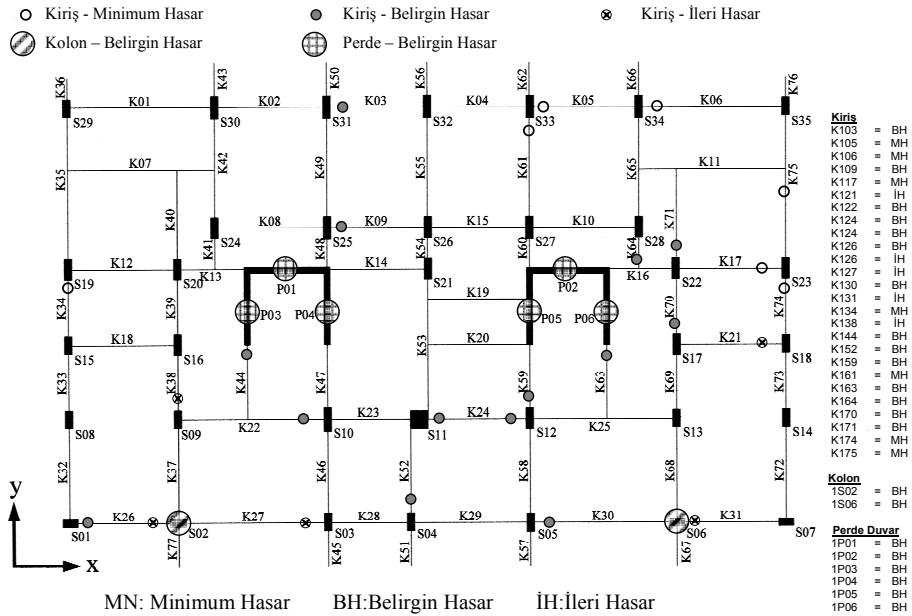 Kiriş - Minimum Hasar
Kiriş - Belirgin Hasar
Kiriş - İleri Hasar
Kolon – Belirgin Hasar
Perde – Belirgin Hasar
K36
K43
K50
K56
K62
K66
K76
K01
K02
K03
K04
K05
K06
S29
S30
S31
S32
S33
S34
S35
K07
K11
K35
K42
K49
K55
K61
K65
K75
K40
K71
K08
K09
K15
K10
S24
S25
S26
S27
S28
K41
K48
K54
K60
K64
K12
K13
K14
K16
K17
S19
S20
S21
S22
S23
P01
P02
K34
K39
K19
K70
K74
P03
P04
P05
P06
K18
K20
K21
S15
S16
K53
S17
S18
K33
K38
K44
K47
K59
K63
K69
K73
K22
K23
K24
K25
S08
S09
S10
S11
S12
S13
S14
K32
K37
K46
K52
K58
K68
K72
K26
K27
K28
K29
K30
K31
S01
S02
S03
S04
S05
S06
S07
K77
K45
K51
K57
K67
y
x
Kiriş
K103 = BH
K105 = MH
K106 = MH
K109 = BH
K117 = MH
K121 = İH
K122 = BH
K124 = BH
K124 = BH
K126 = BH
K126 = İH
K127 = İH
K130 = BH
K131 = İH
K134 = MH
K138 = İH
K144 = BH
K152 = BH
K159 = BH
K161 = MH
K163 = BH
K164 = BH
K170 = BH
K171 = BH
K174 = MH
K175 = MH
Kolon
1S02 = BH
1S06 = BH
Perde Duvar
1P01 = BH
1P02 = BH
1P03 = BH
1P04 = BH
1P05 = BH
1P06 = BH
MN: Minimum Hasar BH:Belirgin Hasar İH:İleri Hasar